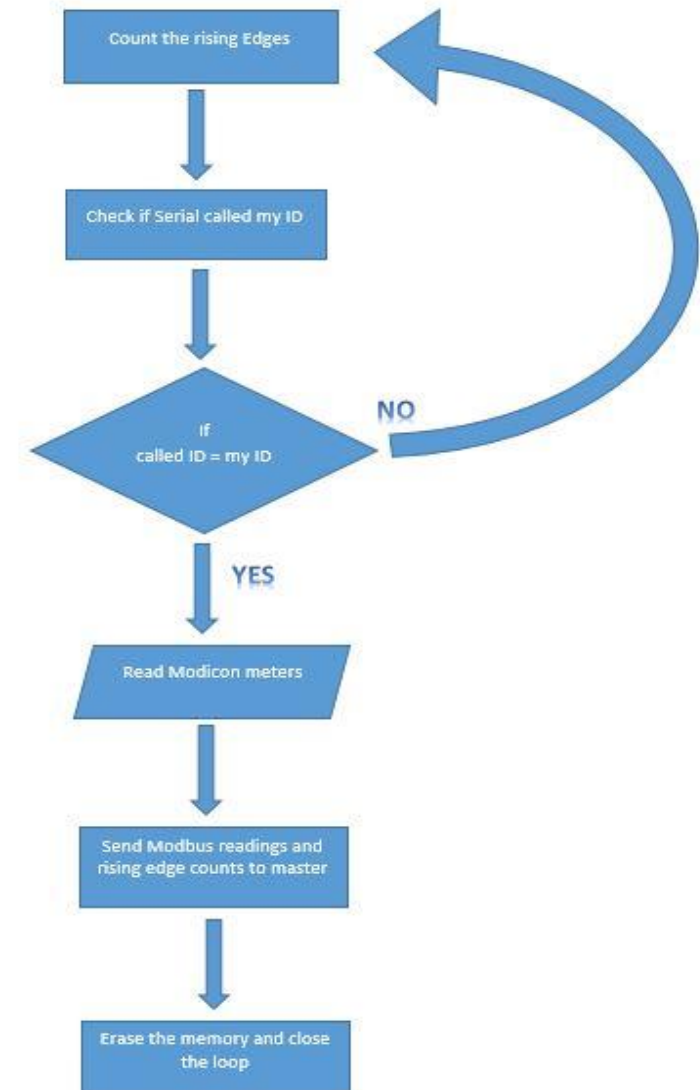 Count the rising Edges
Check if Serial called my ID
If
called ID = my ID
NO
YES
Read Modicon meters
Send Modbus readings and
rising edge counts to master
Erase the memory and close
the loop